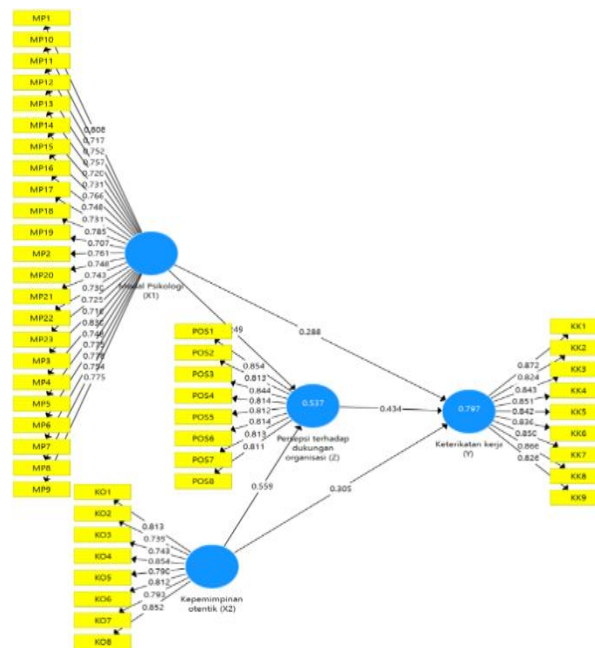 MP1
MP10
MP11
MP12
MP13
MP14
MP15
MP16
MP17
MP18
MP19
MP2
MP20
MP21
MP22
MP23
MP3
MP4
MP5
MP6
MP7
MP8
MP9
0.808
0.717
0.752
0.757
0.720
0.731
0.766
0.748
0.731
0.785
0.707
0.761
0.748
0.743
0.730
0.725
0.716
0.830
0.746
0.775
Modal Psikologi
(X1)
0.288
POS1
POS2
POS3
POS4
POS5
POS6
POS7
POS8
0.854
0.813
0.844
0.814
0.812
0.814
0.813
0.811
0.537
Persepsi terhadap
dukungan
organisasi (Z)
0.434
0.797
Keterikatan kerja
(Y)
KK1
KK2
KK3
KK4
KK5
KK6
KK7
KK8
KK9
0.872
0.824
0.843
0.851
0.842
0.836
0.850
0.866
0.826
0.559
0.305
KO1
KO2
KO3
KO4
KO5
KO6
KO7
KO8
0.813
0.743
0.854
0.812
0.793
0.852
Kepemimpinan
otentik (X2)